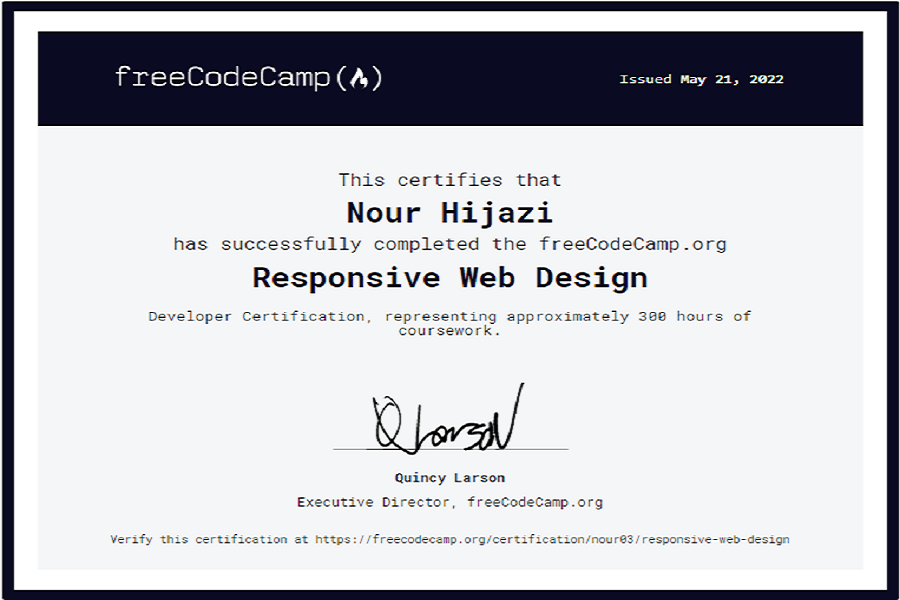 freeCodeCamp
Issued May 21, 2022
This certifies that
Nour Hijazi
has successfully completed the freeCodeCamp.org
Responsive Web Design
Developer Certification, representing approximately 300 hours of
coursework.
Q Larson
Quincy Larson
Executive Director, freeCodeCamp.org
Verify this certification at https://freecodecamp.org/certification/nour03/responsive-web-design